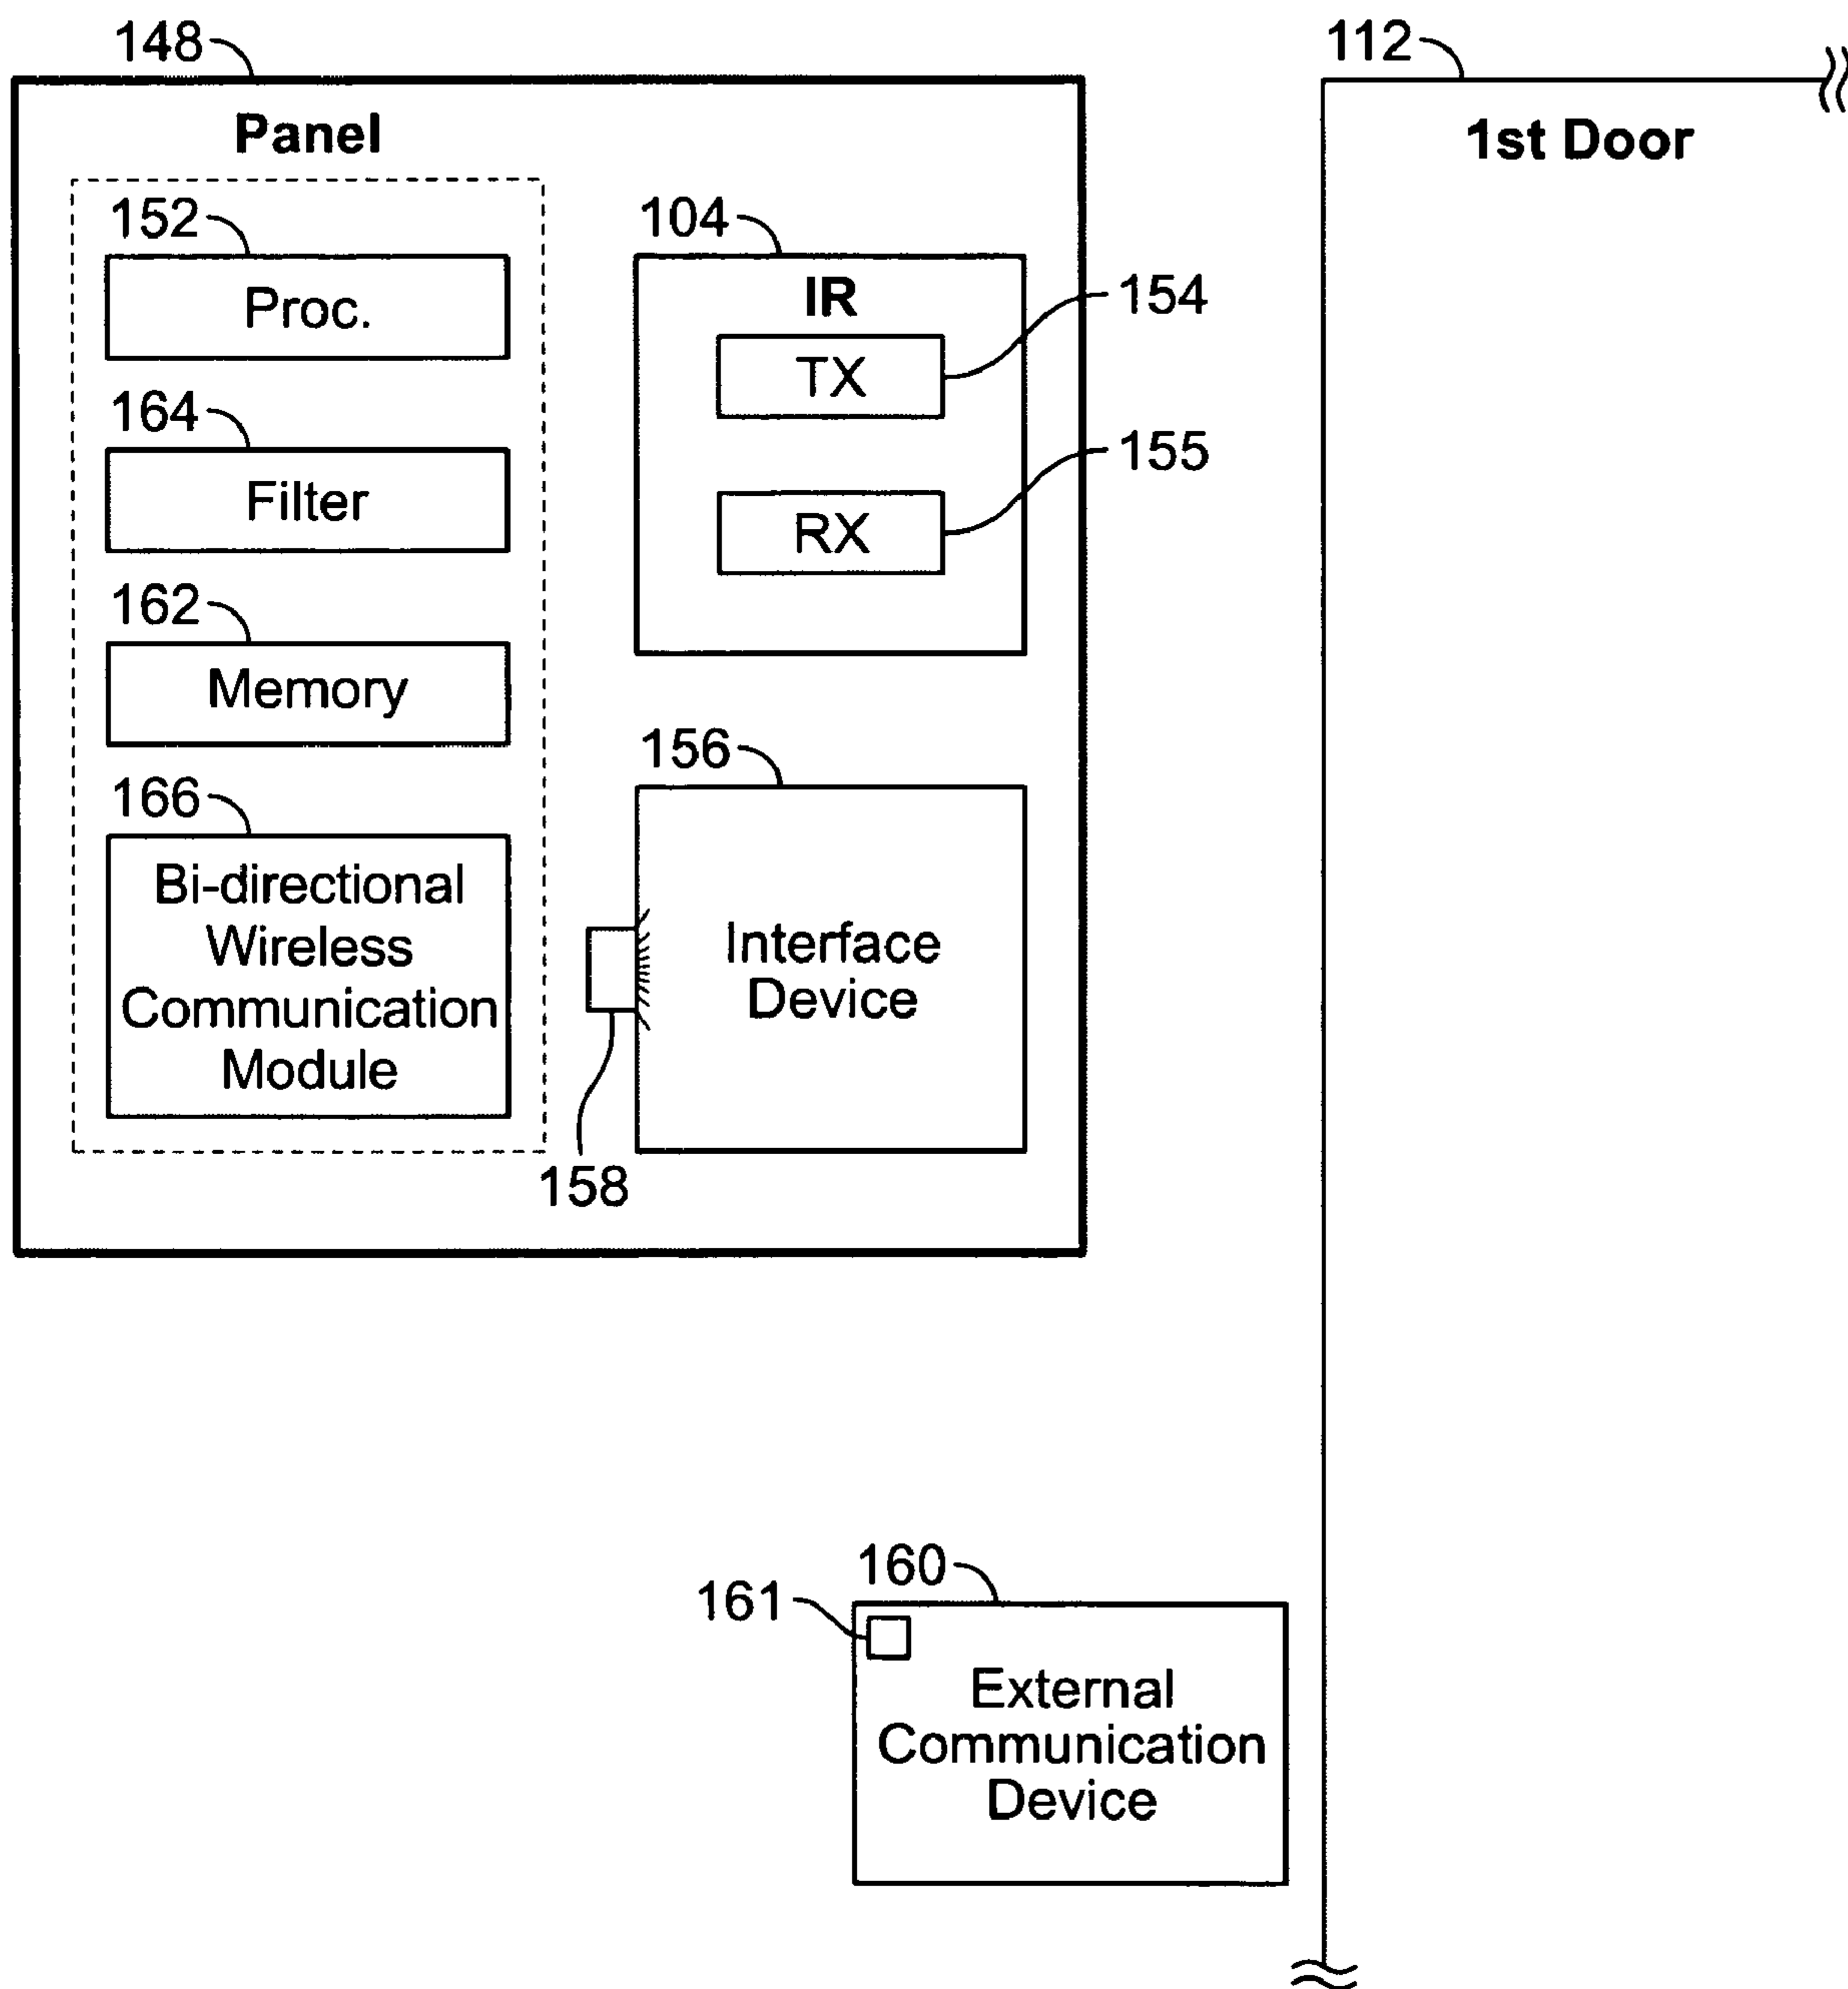 148
112
Panel
1st Door
152
Proc.
104
IR
154
TX
164
Filter
155
RX
162
Memory
156
166
Bi-directional
Wireless
Communication
Module
Interface
Device
158
160
161
External
Communication
Device